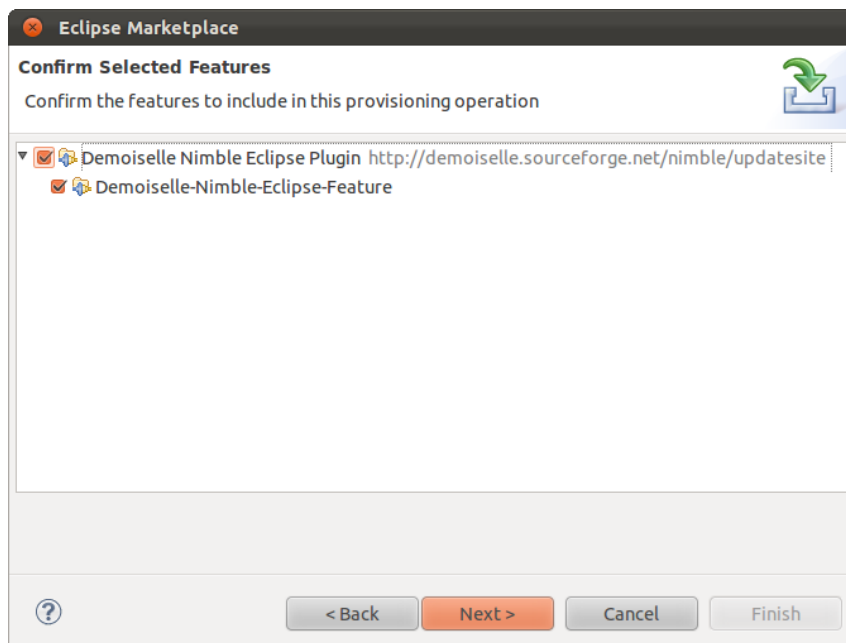 Eclipse Marketplace
Confirm Selected Features
Confirm the features to include in this provisioning operation
Demoiselle Nimble Eclipse Plugin http://demoiselle.sourceforge.net/nimble/updatesite
Demoiselle-Nimble-Eclipse-Feature
? < Back Next > Cancel Finish